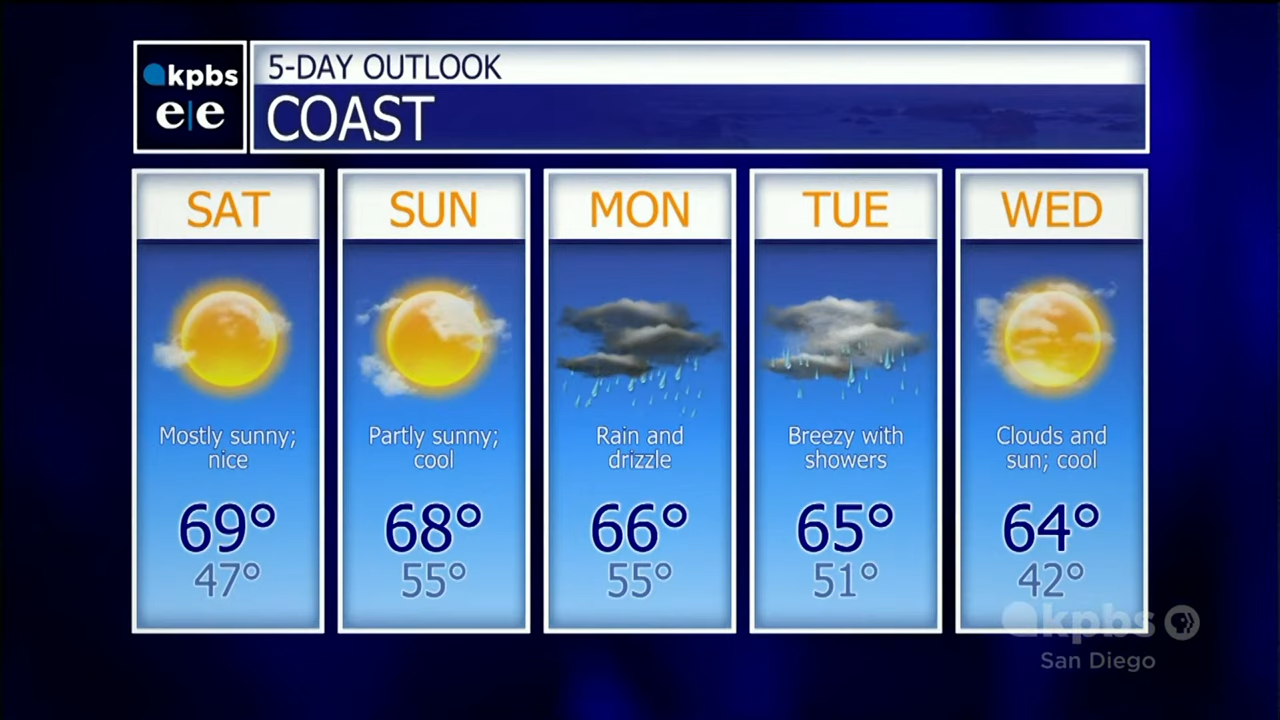 kpbs
e|e
5-DAY OUTLOOK
COAST
SAT
SUN
MON
TUE
WED
Mostly sunny;
nice
Partly sunny;
cool
Rain and
drizzle
Breezy with
showers
Clouds and
sun; cool
69°
68°
66°
65°
64°
47°
55°
55°
51°
42°
kpbs
San Diego